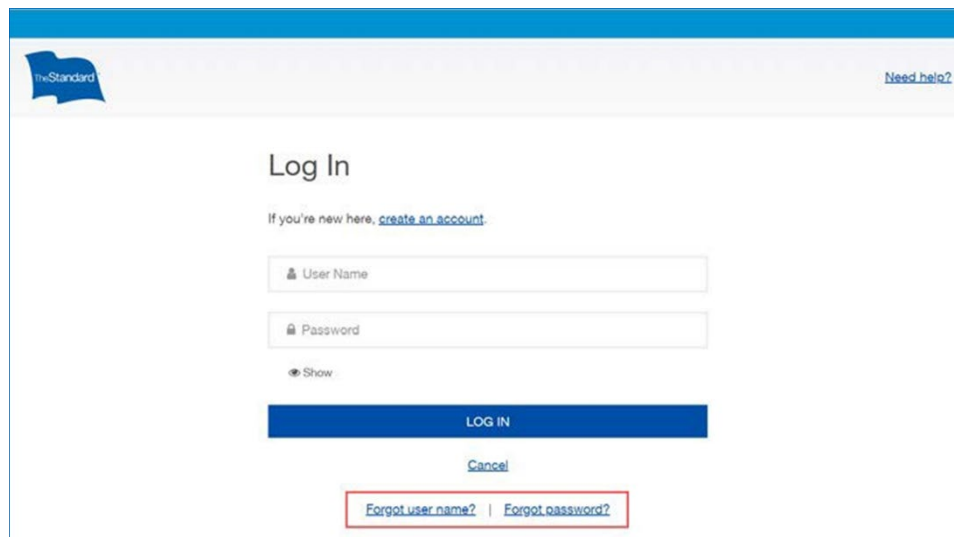 TheStandard
Need help?
Log In
If you're new here, create an account.
User Name
Password
Show
LOG IN
Cancel
Forgot user name? | Forgot password?